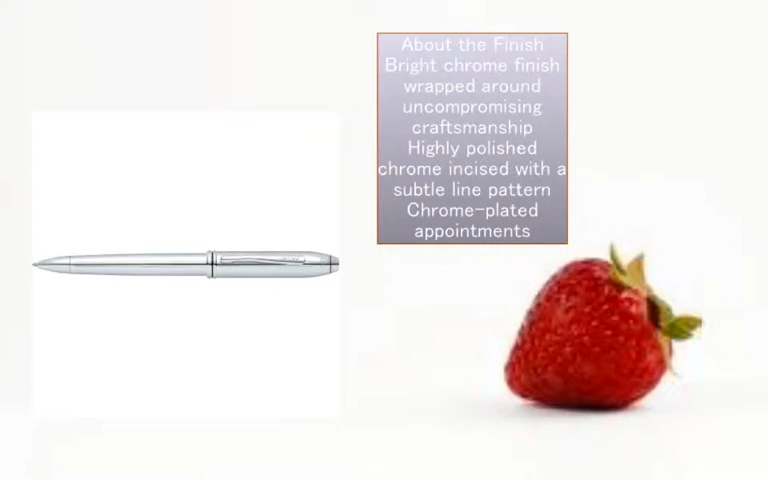 About the Finish
Bright chrome finish
wrapped around
uncompromising
craftsmanship
Highly polished
chrome incised with a
subtle line pattern
Chrome-plated
appointments